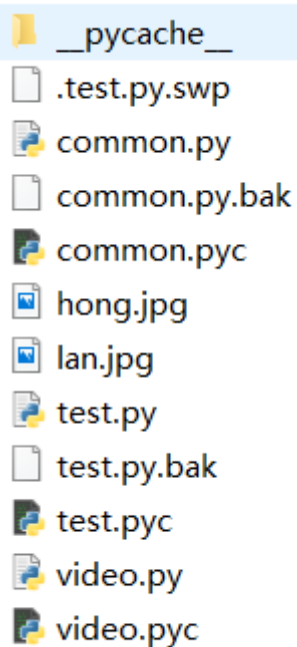 __pycache__
.test.py.swp
common.py
common.py.bak
common.pyc
hong.jpg
lan.jpg
test.py
test.py.bak
test.pyc
video.py
video.pyc